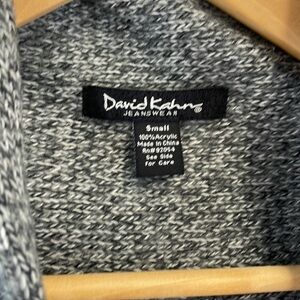 David Kahn
JEANSWEAR
Small
100%Acrylic
Made in China
Rn#92054
See Side
for Care